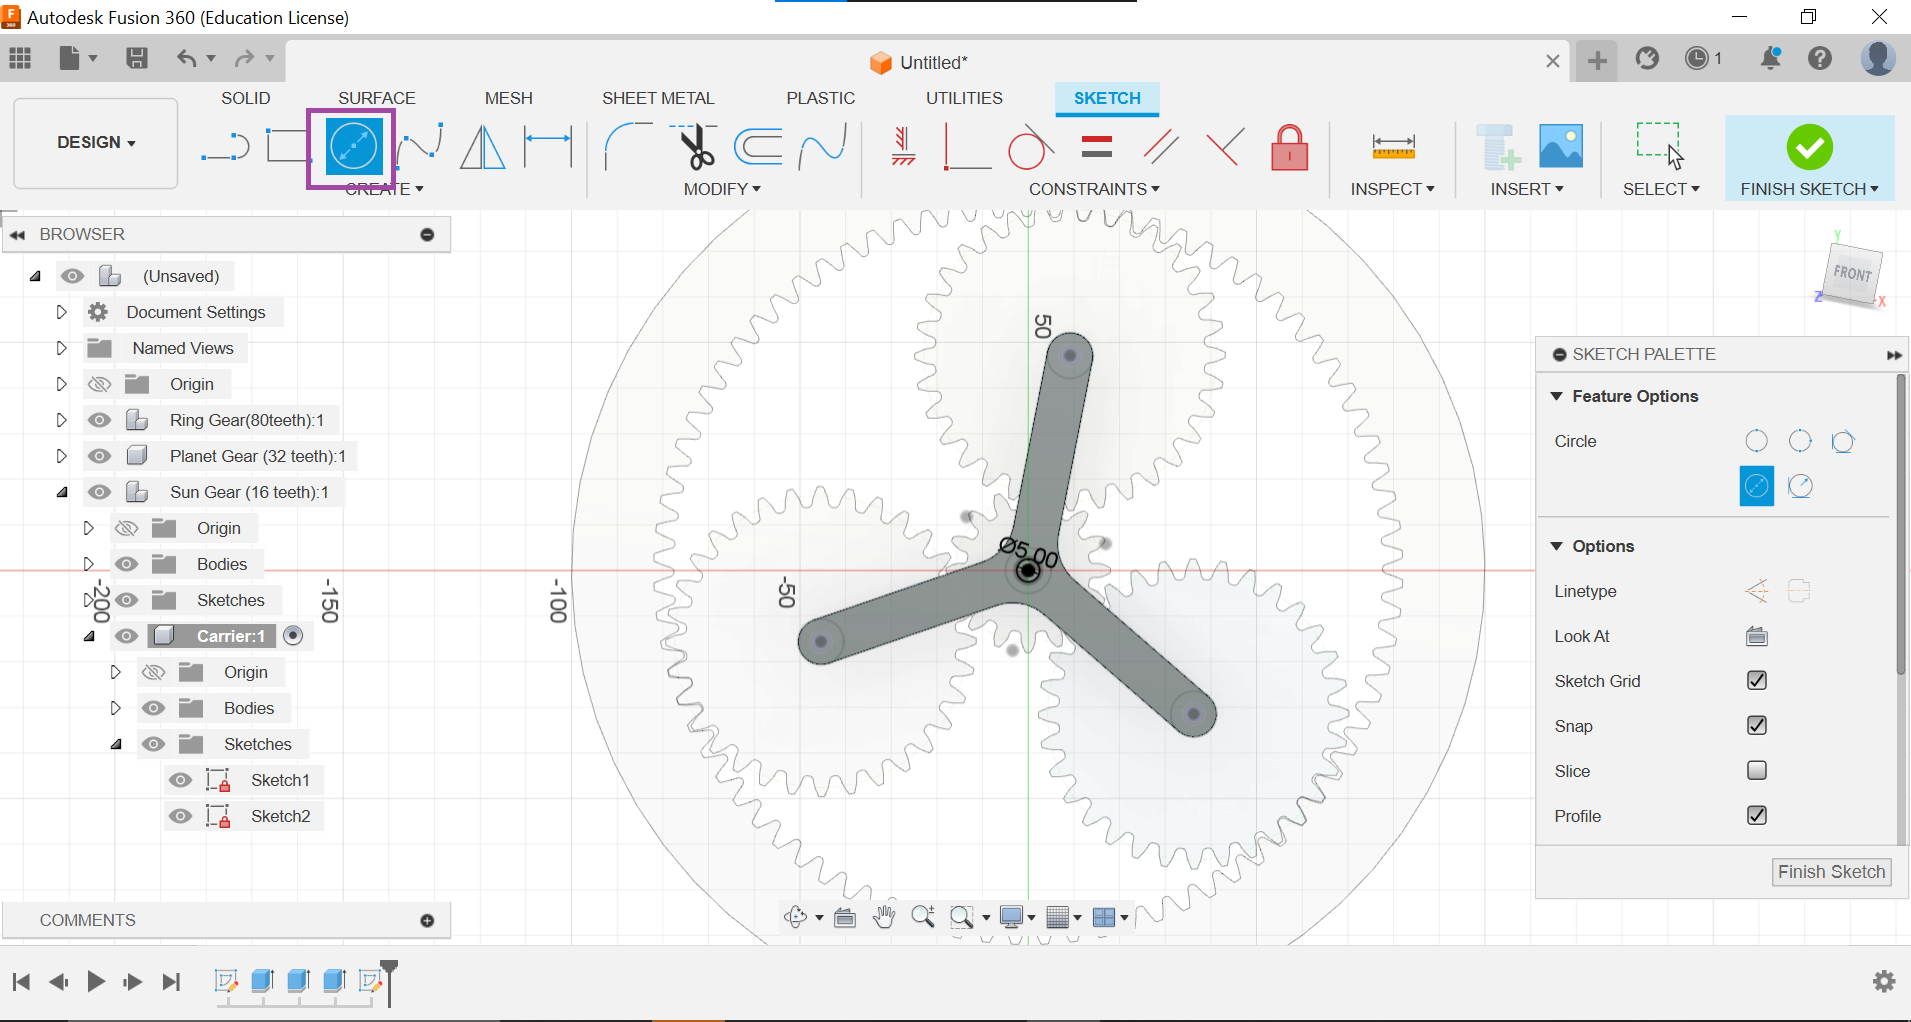 Autodesk Fusion 360 (Education License)
Untitled*
1
SOLID
SURFACE
MESH
SHEET METAL
PLASTIC
UTILITIES
SKETCH
DESIGN
CREATE
MODIFY
CONSTRAINTS
INSPECT
INSERT
SELECT
FINISH SKETCH
BROWSER
(Unsaved)
Document Settings
Named Views
Origin
Ring Gear(80teeth):1
Planet Gear (32 teeth):1
Sun Gear (16 teeth):1
Origin
Bodies
Sketches
Carrier:1
Origin
Bodies
Sketches
Sketch1
Sketch2
-200
-150
-100
-50
50
Ø5.00
Y
FRONT
Z
X
SKETCH PALETTE
Feature Options
Circle
Options
Linetype
Look At
Sketch Grid
Snap
Slice
Profile
Finish Sketch
COMMENTS